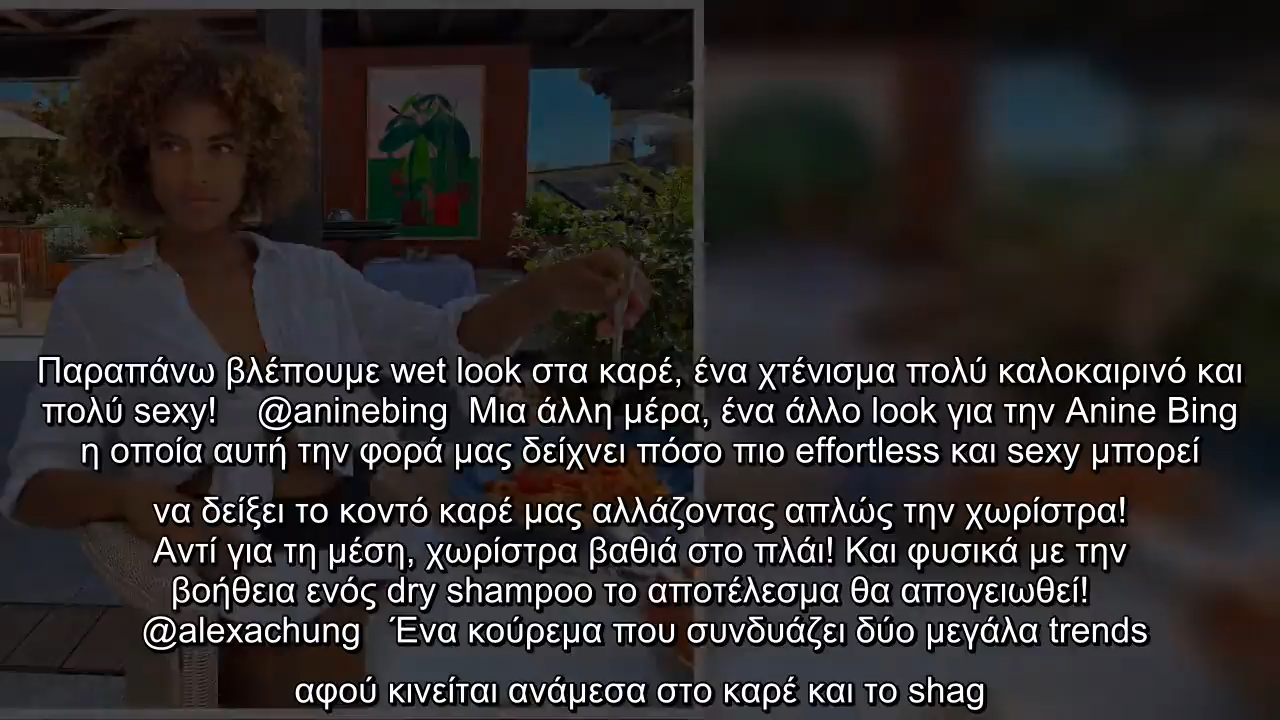 Παραπάνω βλέπουμε wet look στα καρέ, ένα χτένισμα πολύ καλοκαιρινό και
πολύ sexy! @aninebing Μια άλλη μέρα, ένα άλλο look για την Anine Bing
η οποία αυτή την φορά μας δείχνει πόσο πιο effortless και sexy μπορεί
να δείξει το κοντό καρέ μας αλλάζοντας απλώς την χωρίστρα!
Αντί για τη μέση, χωρίστρα βαθιά στο πλάι! Και φυσικά με την
βοήθεια ενός dry shampoo το αποτέλεσμα θα απογειωθεί!
@alexachung Ένα κούρεμα που συνδυάζει δύο μεγάλα trends
αφού κινείται ανάμεσα στο καρέ και το shag